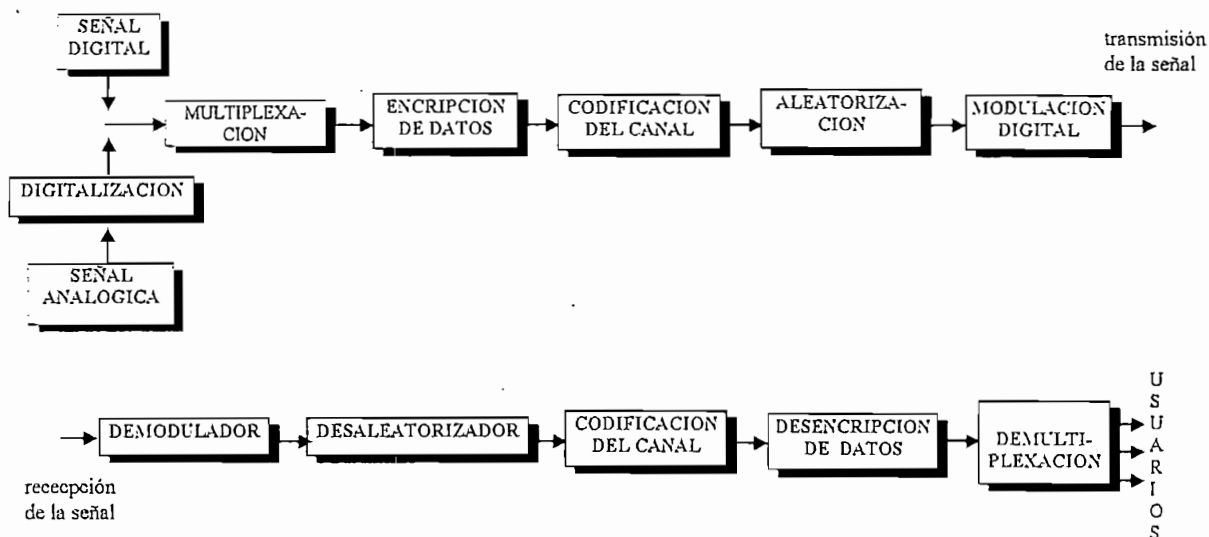 SEÑAL
DIGITAL
transmisión
de la señal
MULTIPLEXA-
CION
ENCRIPCION
DE DATOS
CODIFICACION
DEL CANAL
ALEATORIZA-
CION
MODULACION
DIGITAL
DIGITALIZACION
SEÑAL
ANALOGICA
DEMODULADOR
DESALEATORIZADOR
CODIFICACION
DEL CANAL
DESENCRIPCION
DE DATOS
DEMULTI-
PLEXACION
U
S
U
A
R
I
O
S
rececpción
de la señal